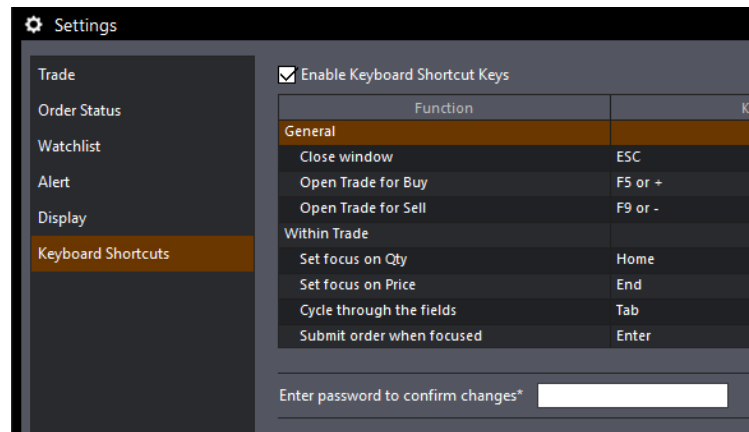 Settings
Trade
Order Status
Watchlist
Alert
Display
Keyboard Shortcuts
Enable Keyboard Shortcut Keys
Function K
General
Close window ESC
Open Trade for Buy F5 or +
Open Trade for Sell F9 or -
Within Trade
Set focus on Qty Home
Set focus on Price End
Cycle through the fields Tab
Submit order when focused Enter
Enter password to confirm changes*